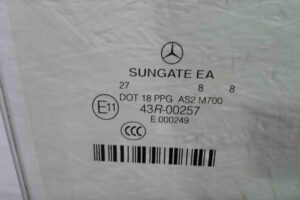 SUNGATE EA
27 8 8
DOT 18 PPG AS2 M700
E11 43R-00257
E 000249
CCC